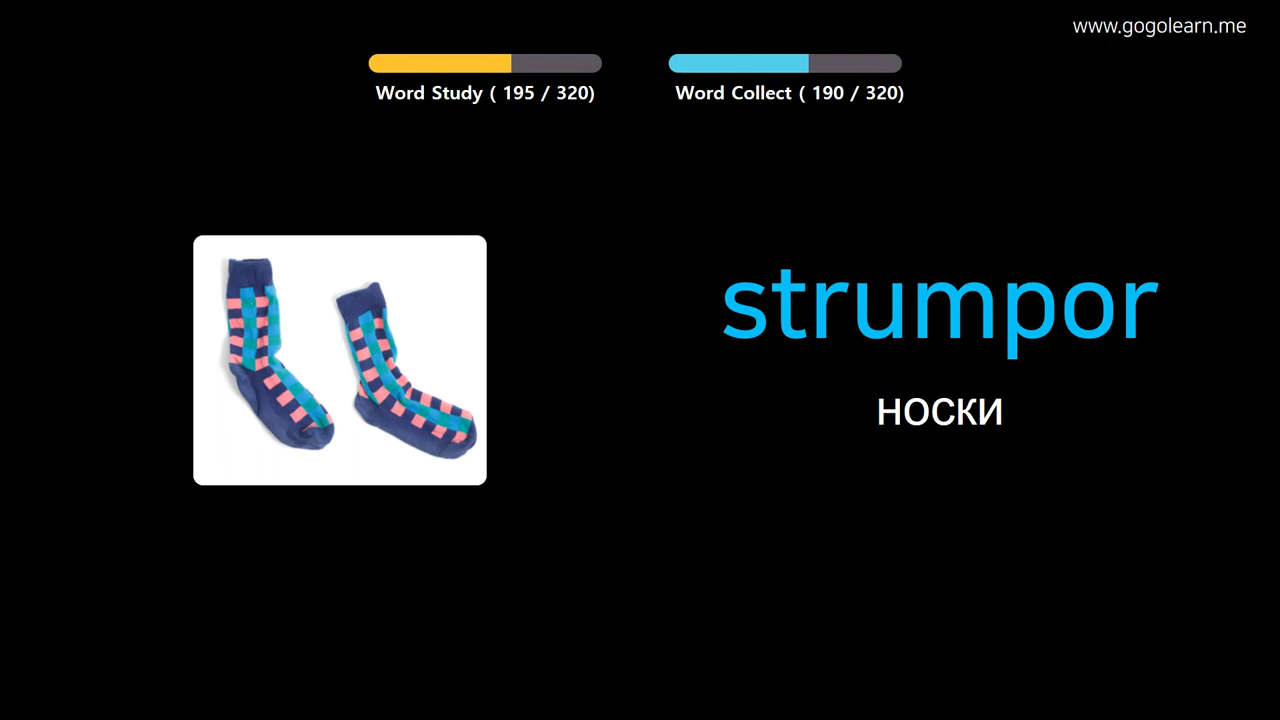 www.gogolearn.me
Word Study ( 195 / 320)
Word Collect ( 190 / 320)
strumpor
носки